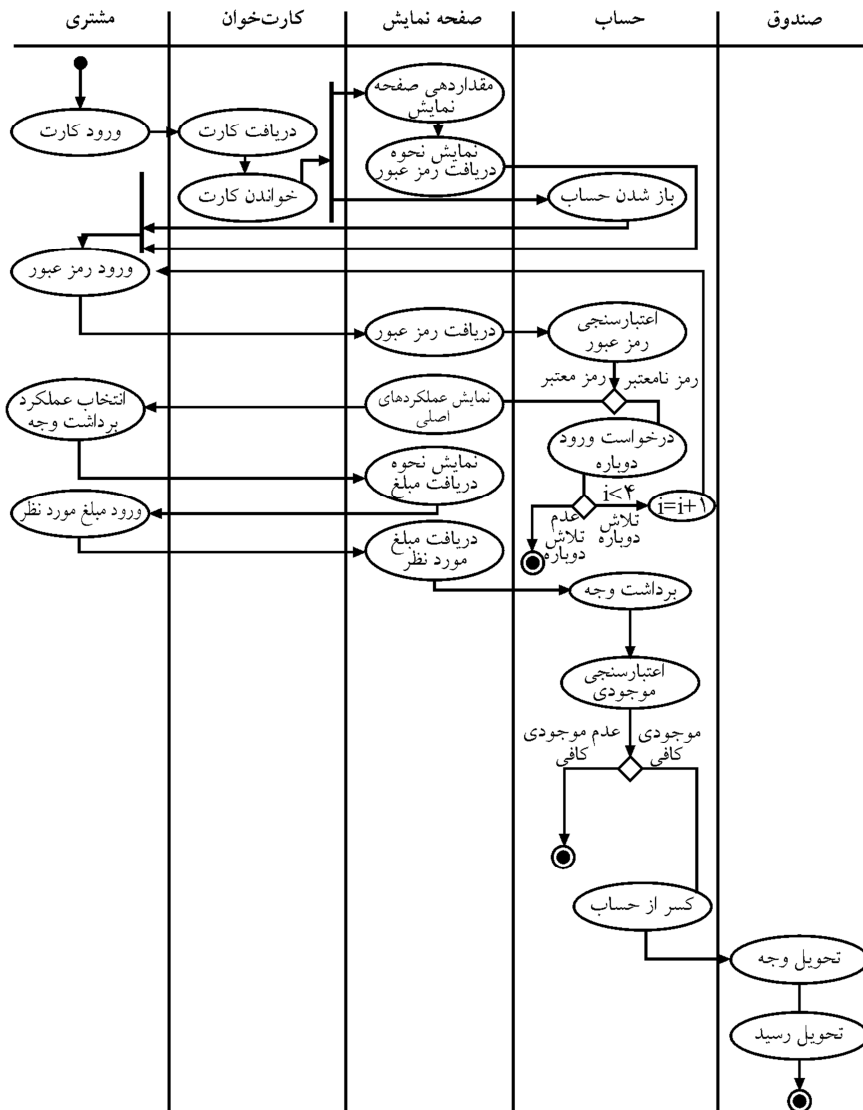 مشتری
کارت‌خوان
صفحه نمایش
حساب
صندوق
ورود کارت
دریافت کارت
خواندن کارت
مقداردهی صفحه
نمایش
نمایش نحوه
دریافت رمز عبور
باز شدن حساب
ورود رمز عبور
دریافت رمز عبور
اعتبارسنجی
رمز عبور
رمز نامعتبر
رمز معتبر
نمایش عملکردهای
اصلی
انتخاب عملکرد
برداشت وجه
درخواست ورود
دوباره
i<۴
i=i+۱
تلاش
دوباره
عدم
تلاش
دوباره
نمایش نحوه
دریافت مبلغ
ورود مبلغ مورد نظر
دریافت مبلغ
مورد نظر
برداشت وجه
اعتبارسنجی
موجودی
موجودی
کافی
عدم موجودی
کافی
کسر از حساب
تحویل وجه
تحویل رسید